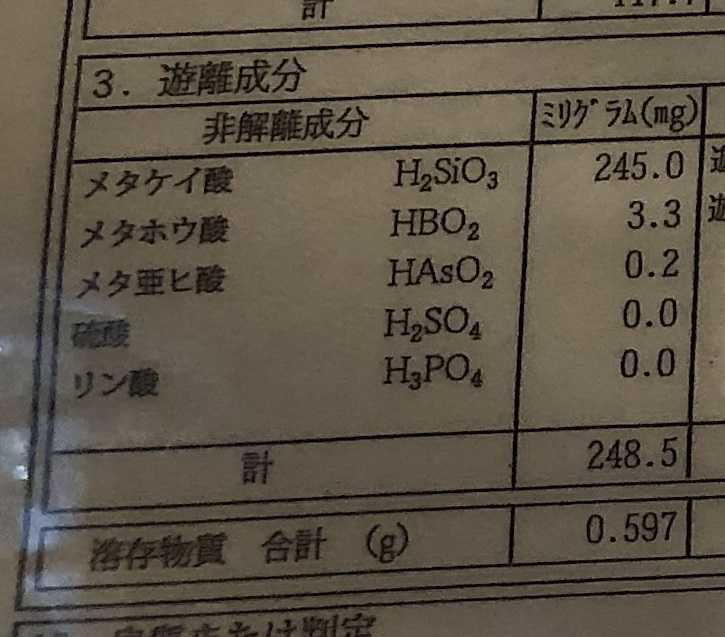 計
3. 遊離成分
非解離成分 ﾐﾘｸﾞﾗﾑ(mg)
メタケイ酸 H₂SiO₃ 245.0
メタホウ酸 HBO₂ 3.3
メタ亜ヒ酸 HAsO₂ 0.2
硫酸 H₂SO₄ 0.0
リン酸 H₃PO₄ 0.0
計 248.5
溶存物質 合計 (g) 0.597